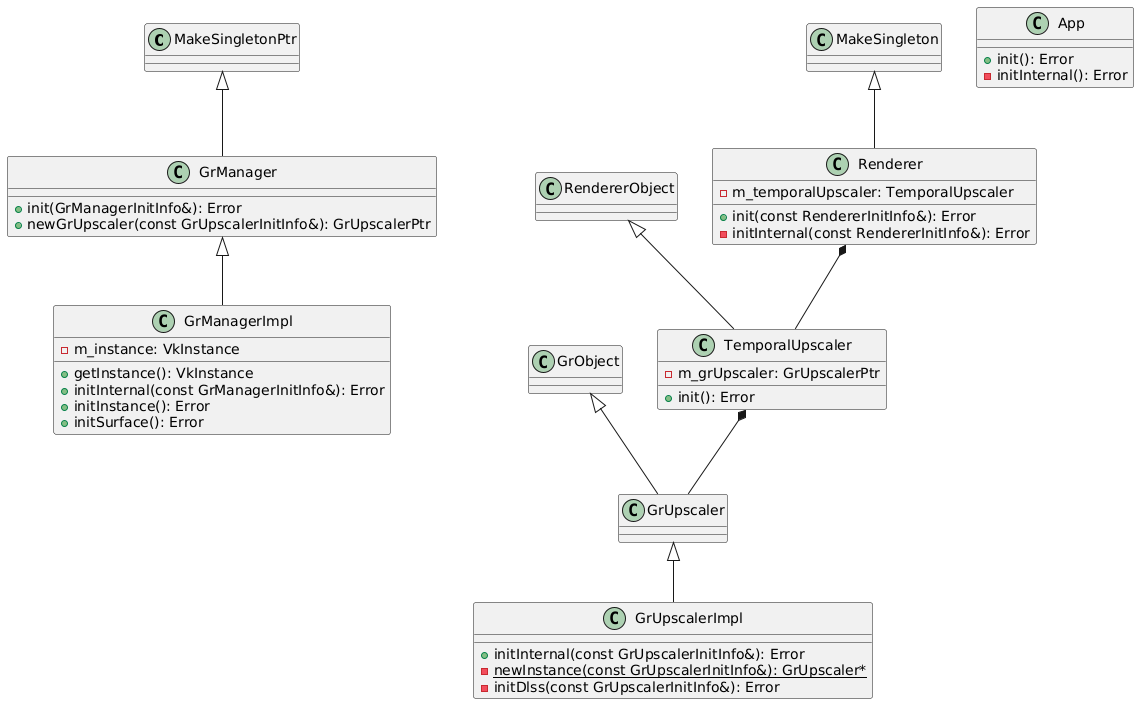 C MakeSingletonPtr
C MakeSingleton
C App
init(): Error
initInternal(): Error
C GrManager
init(GrManagerInitInfo&): Error
newGrUpscaler(const GrUpscalerInitInfo&): GrUpscalerPtr
C RendererObject
C Renderer
m_temporalUpscaler: TemporalUpscaler
init(const RendererInitInfo&): Error
initInternal(const RendererInitInfo&): Error
C GrManagerImpl
m_instance: VkInstance
getInstance(): VkInstance
initInternal(const GrManagerInitInfo&): Error
initInstance(): Error
initSurface(): Error
C GrObject
C TemporalUpscaler
m_grUpscaler: GrUpscalerPtr
init(): Error
C GrUpscaler
C GrUpscalerImpl
initInternal(const GrUpscalerInitInfo&): Error
newInstance(const GrUpscalerInitInfo&): GrUpscaler*
initDlss(const GrUpscalerInitInfo&): Error